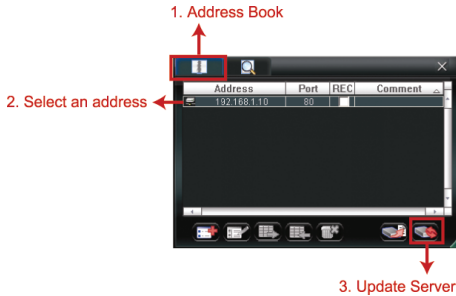 1. Address Book
Address Port REC Comment
2. Select an address
192.168.1.10 80
3. Update Server